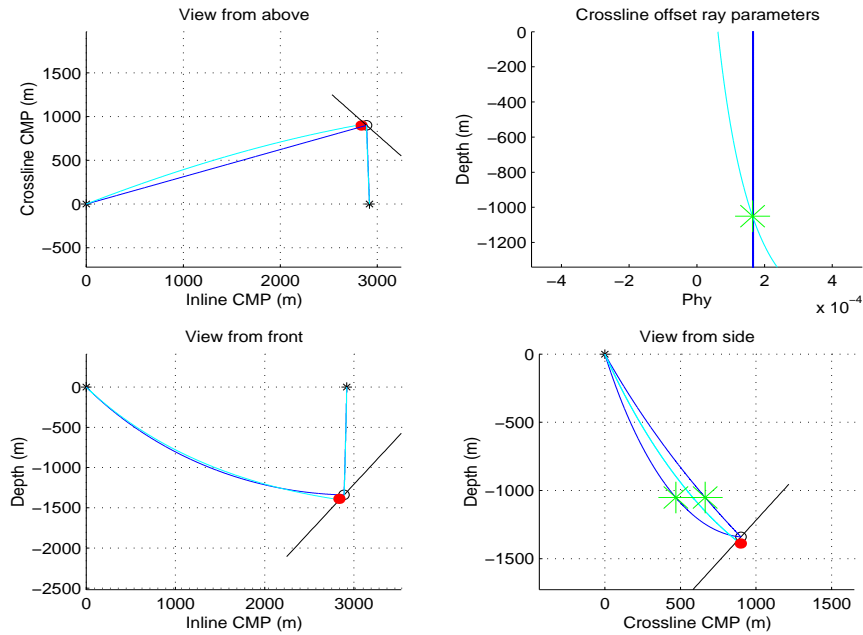 View from above
Crossline CMP (m)
1500
1000
500
0
−500
0 1000 2000 3000
Inline CMP (m)
Crossline offset ray parameters
Depth (m)
0
−200
−400
−600
−800
−1000
−1200
−4 −2 0 2 4
Phy
x 10−4
View from front
Depth (m)
0
−500
−1000
−1500
−2000
−2500
0 1000 2000 3000
Inline CMP (m)
View from side
Depth (m)
0
−500
−1000
−1500
0 500 1000 1500
Crossline CMP (m)